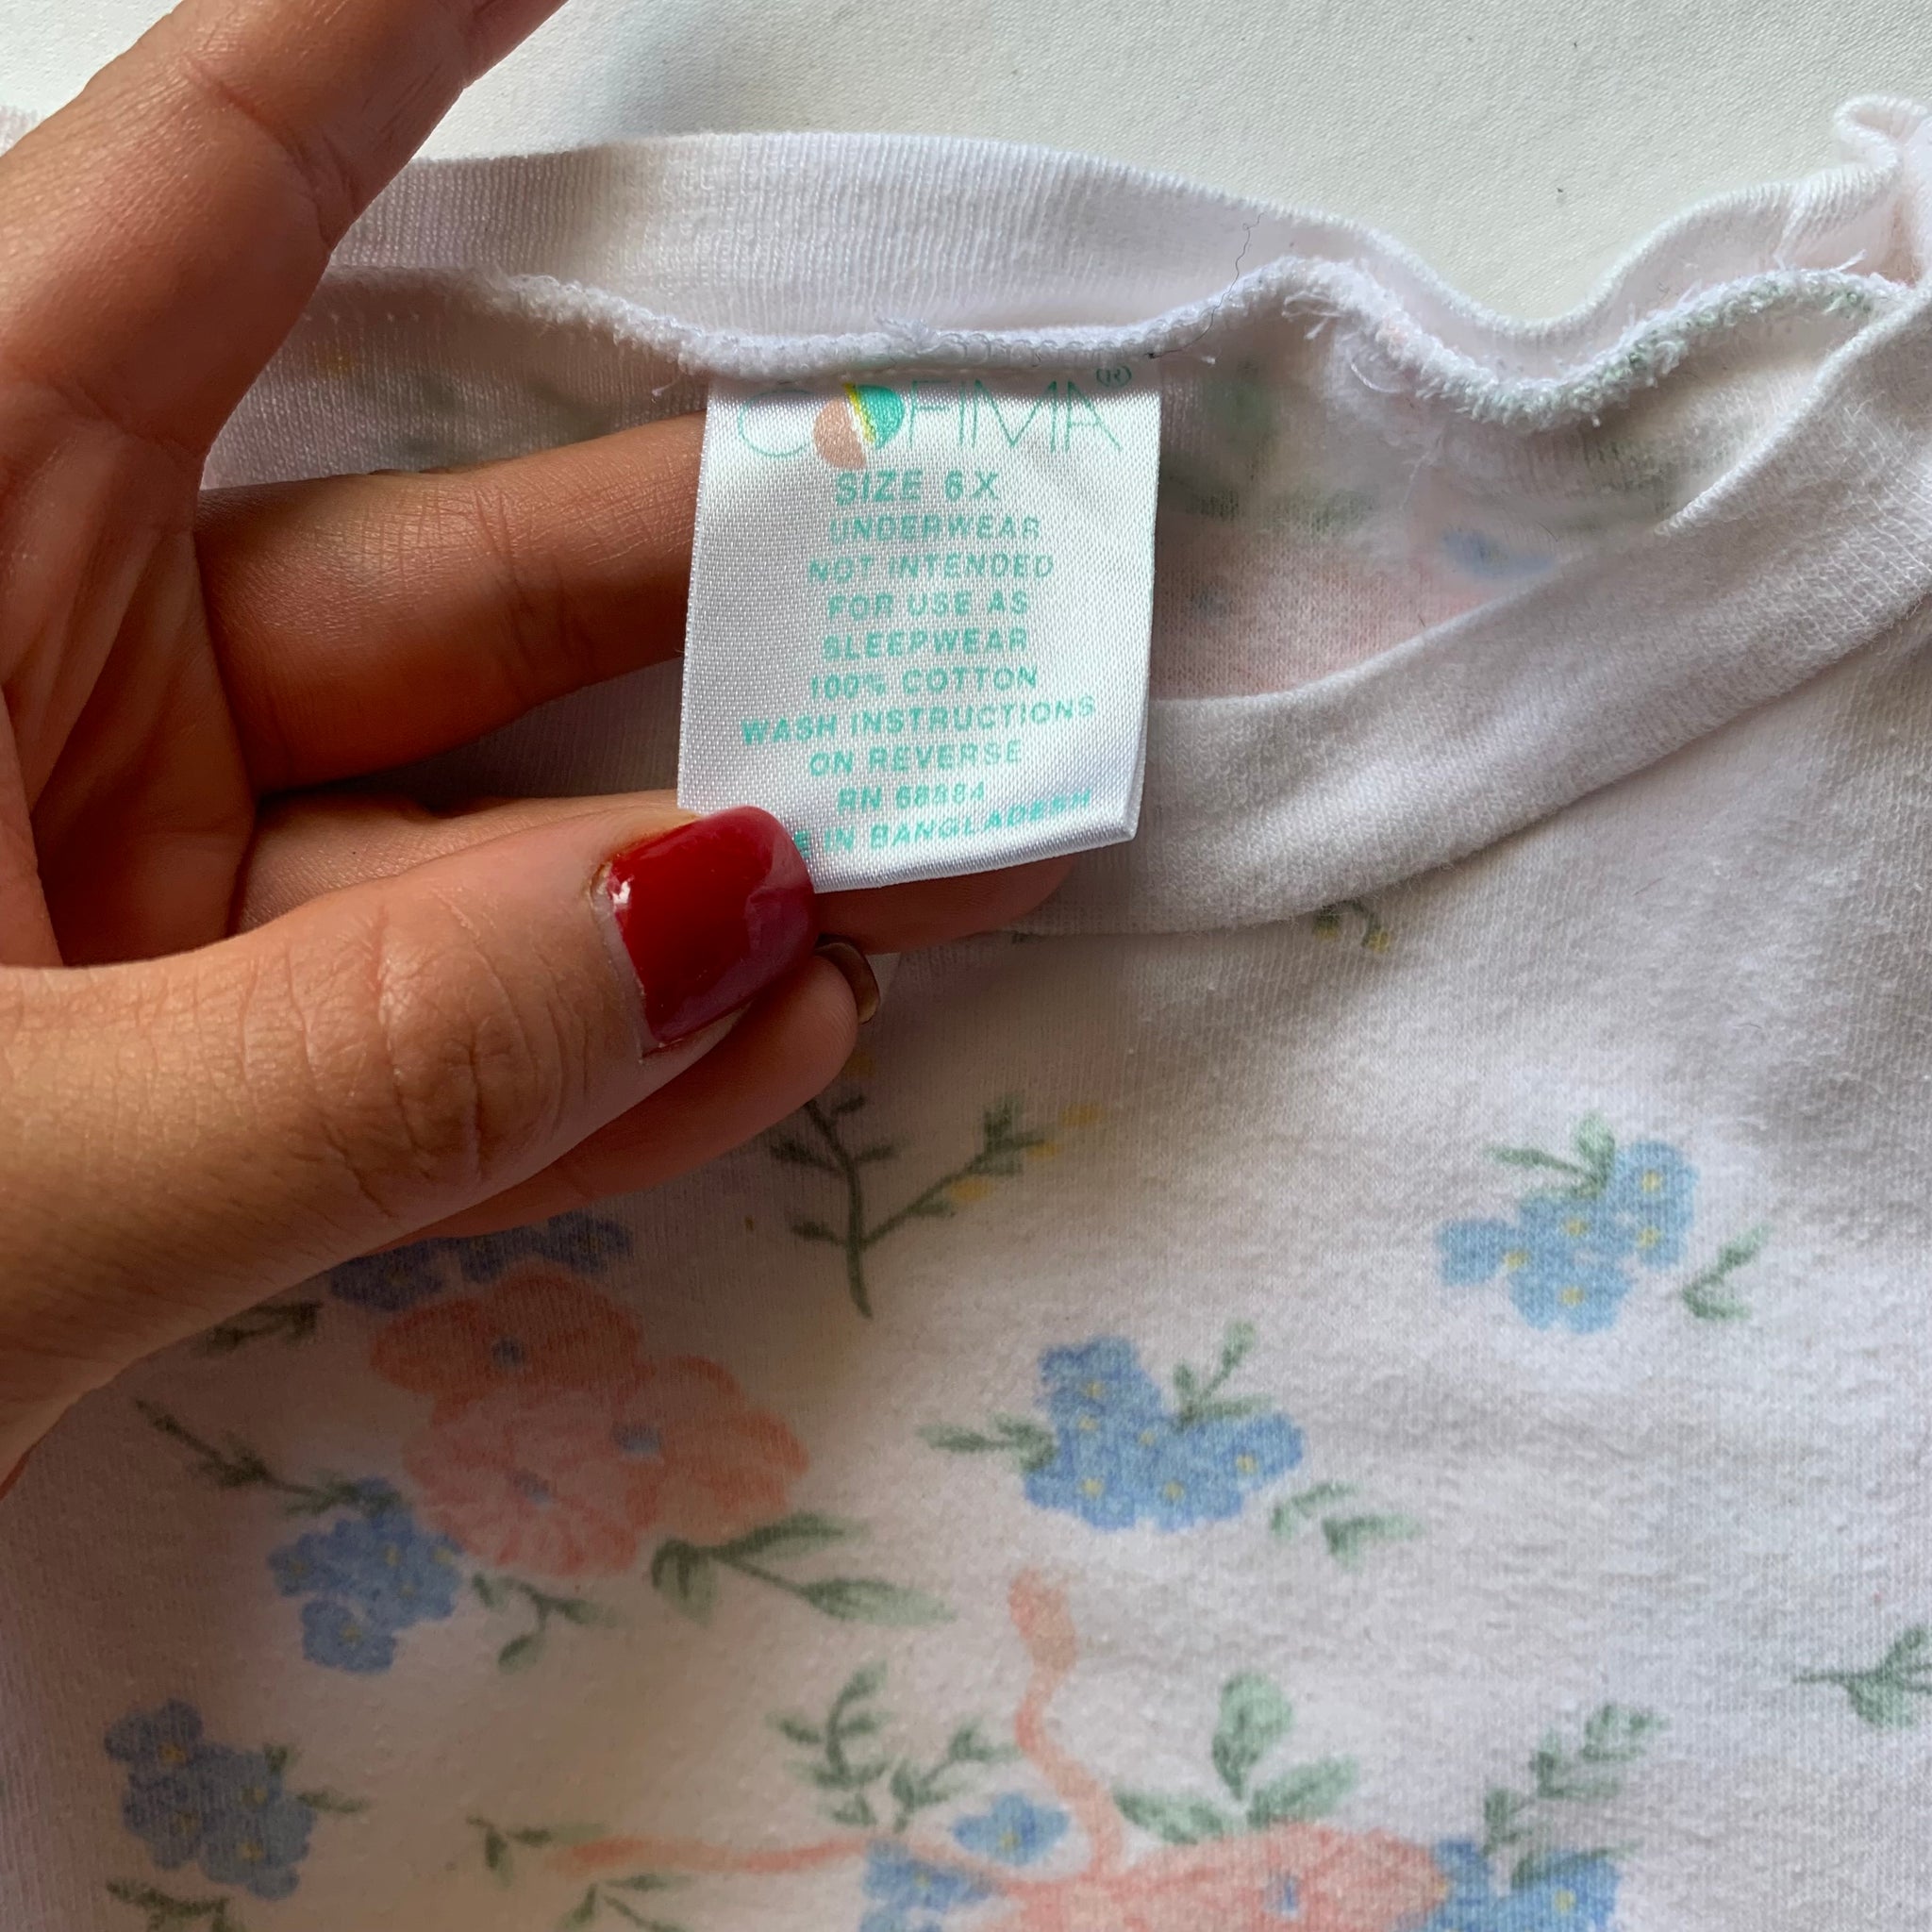 COFIMA®
SIZE 6X
UNDERWEAR
NOT INTENDED
FOR USE AS
SLEEPWEAR
100% COTTON
WASH INSTRUCTIONS
ON REVERSE
RN 68884
E IN BANGLADESH